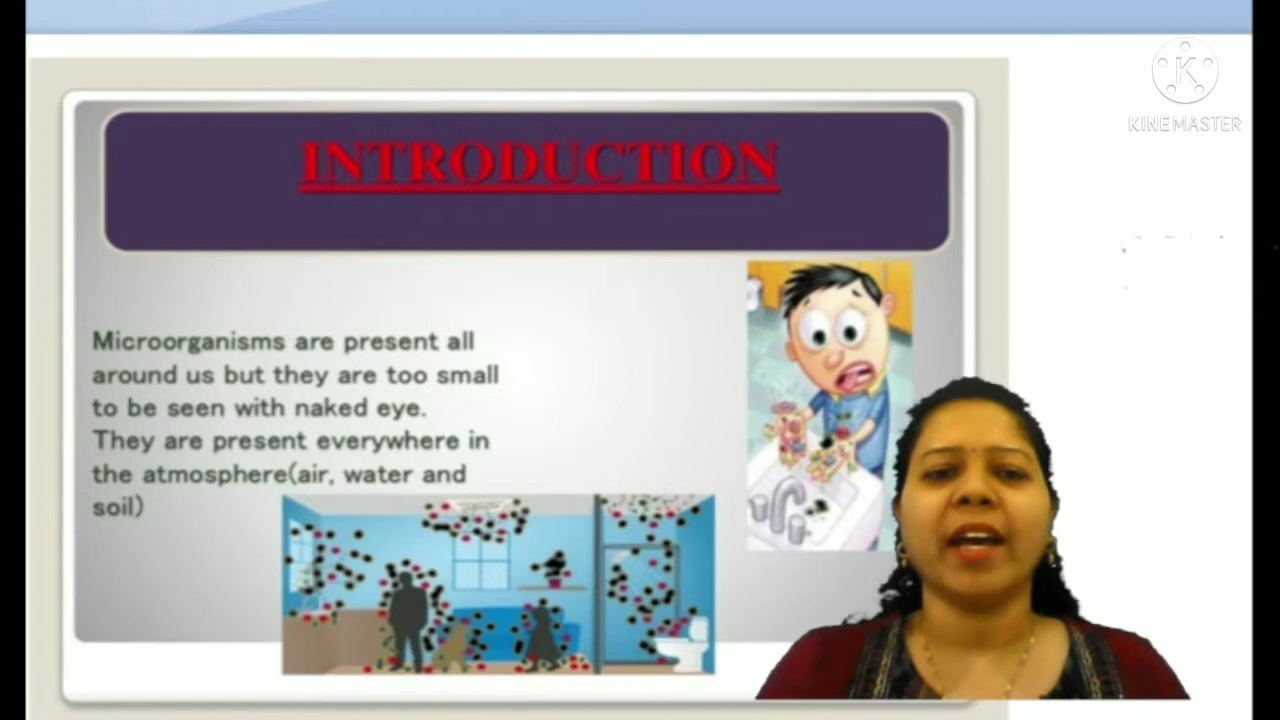 INTRODUCTION
Microorganisms are present all
around us but they are too small
to be seen with naked eye.
They are present everywhere in
the atmosphere(air, water and
soil)
K
KINEMASTER